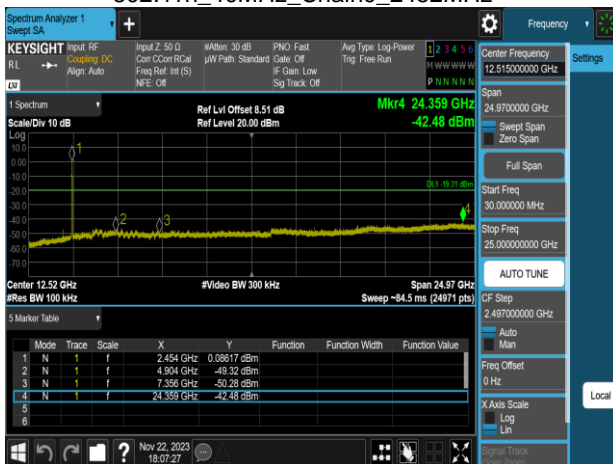 Spectrum Analyzer 1
Swept SA
Frequency
KEYSIGHT
RL
Input: RF
Coupling: DC
Align: Auto
Input Z: 50 Ω
Corr CCorr RCal
Freq Ref: Int (S)
NFE: Off
#Atten: 30 dB
µW Path: Standard
PNO: Fast
Gate: Off
IF Gain: Low
Sig Track: Off
Avg Type: Log-Power
Trig: Free Run
1 2 3 4 5 6
M W W W W W
P N N N N N
Center Frequency
12.515000000 GHz
Settings
Span
24.9700000 GHz
Swept Span
Zero Span
Full Span
Start Freq
30.000000 MHz
Stop Freq
25.000000000 GHz
AUTO TUNE
CF Step
2.497000000 GHz
Auto
Man
Freq Offset
0 Hz
X Axis Scale
Log
Lin
Local
Signal Track
(Span Zoom)
1 Spectrum
Scale/Div 10 dB
Ref Lvl Offset 8.51 dB
Ref Level 20.00 dBm
Mkr4 24.359 GHz
-42.48 dBm
Log
10.0
0.00
-10.0
-20.0
-30.0
-40.0
-50.0
-60.0
-70.0
1
2
3
4
DL1 -19.31 dBm
Center 12.52 GHz
#Video BW 300 kHz
Span 24.97 GHz
#Res BW 100 kHz
Sweep ~84.5 ms (24971 pts)
5 Marker Table
Mode Trace Scale X Y Function Function Width Function Value
1 N 1 f 2.454 GHz 0.08617 dBm
2 N 1 f 4.904 GHz -49.32 dBm
3 N 1 f 7.356 GHz -50.28 dBm
4 N 1 f 24.359 GHz -42.48 dBm
5
6
?
Nov 22, 2023
18:07:27